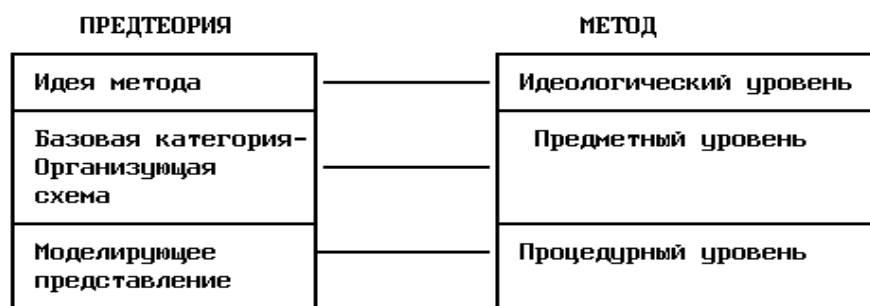 ПРЕДТЕОРИЯ
МЕТОД
Идея метода
Идеологический уровень
Базовая категория-
Организующая
схема
Предметный уровень
Моделирующее
представление
Процедурный уровень